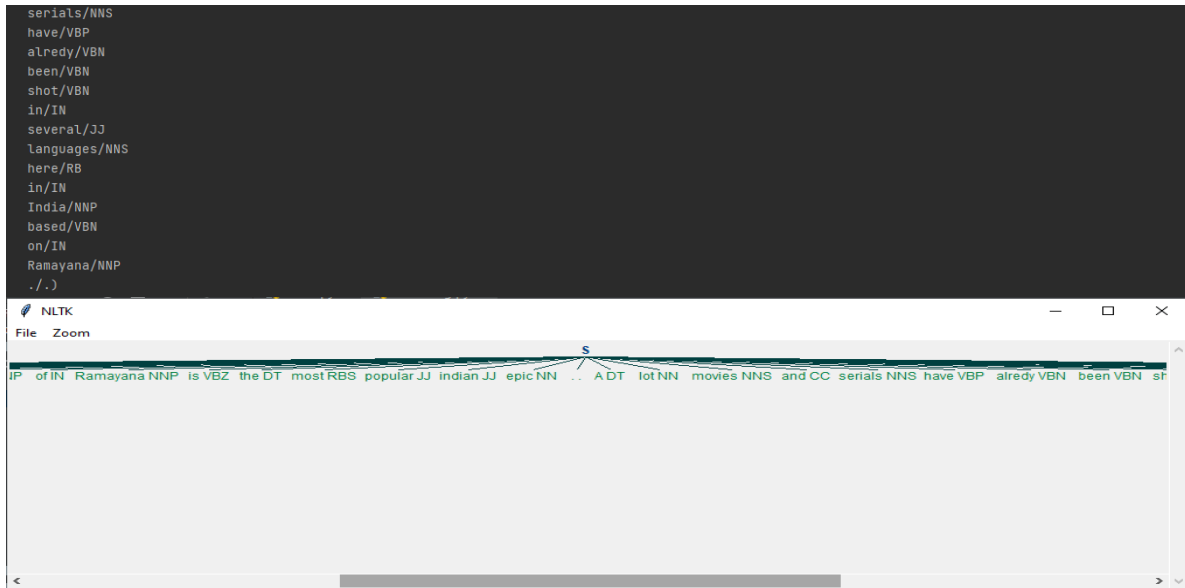 serials/NNS
have/VBP
alredy/VBN
been/VBN
shot/VBN
in/IN
several/JJ
languages/NNS
here/RB
in/IN
India/NNP
based/VBN
on/IN
Ramayana/NNP
./.)
NLTK
File Zoom
S
IP of IN Ramayana NNP is VBZ the DT most RBS popular JJ indian JJ epic NN . . A DT lot NN movies NNS and CC serials NNS have VBP alredy VBN been VBN sh